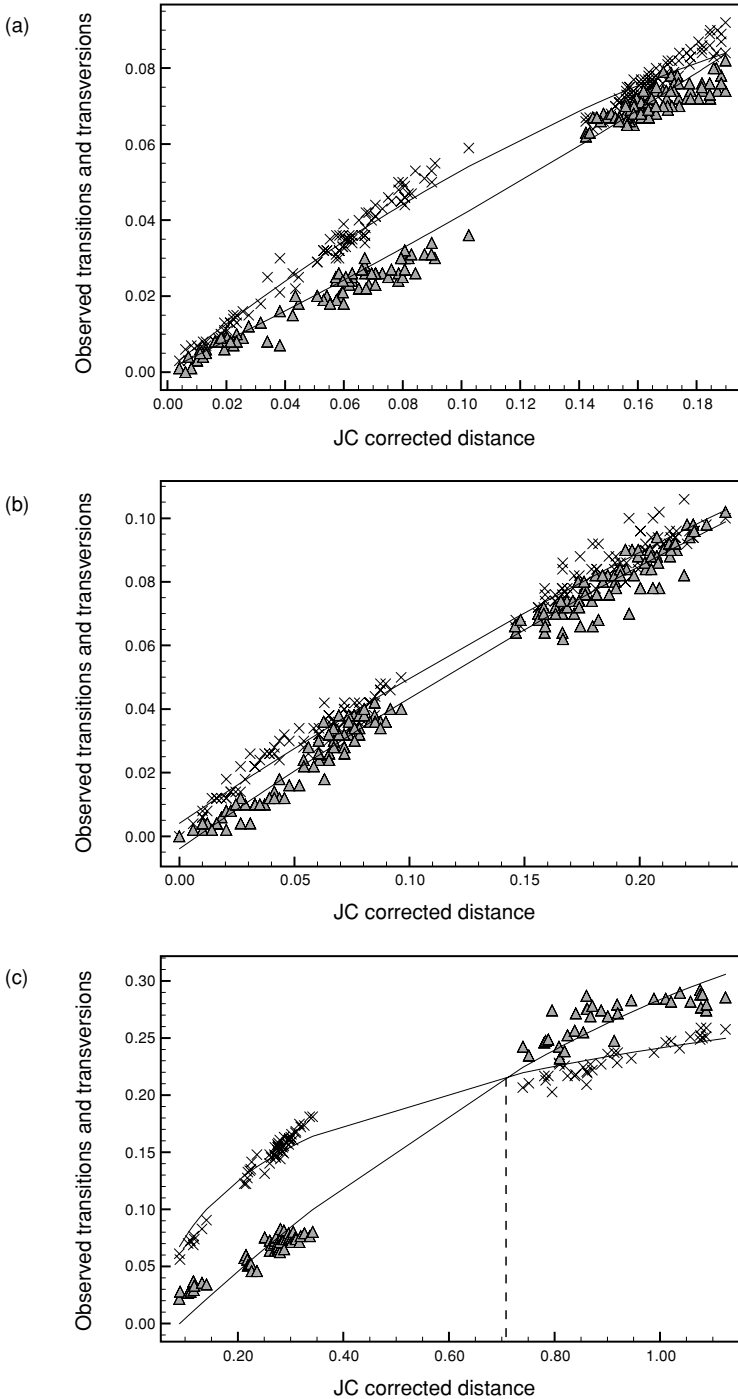 (a)
Observed transitions and transversions
0.08
0.06
0.04
0.02
0.00
0.00 0.02 0.04 0.06 0.08 0.10 0.12 0.14 0.16 0.18
JC corrected distance
(b)
Observed transitions and transversions
0.10
0.08
0.06
0.04
0.02
0.00
0.00 0.05 0.10 0.15 0.20
JC corrected distance
(c)
Observed transitions and transversions
0.30
0.25
0.20
0.15
0.10
0.05
0.00
0.20 0.40 0.60 0.80 1.00
JC corrected distance